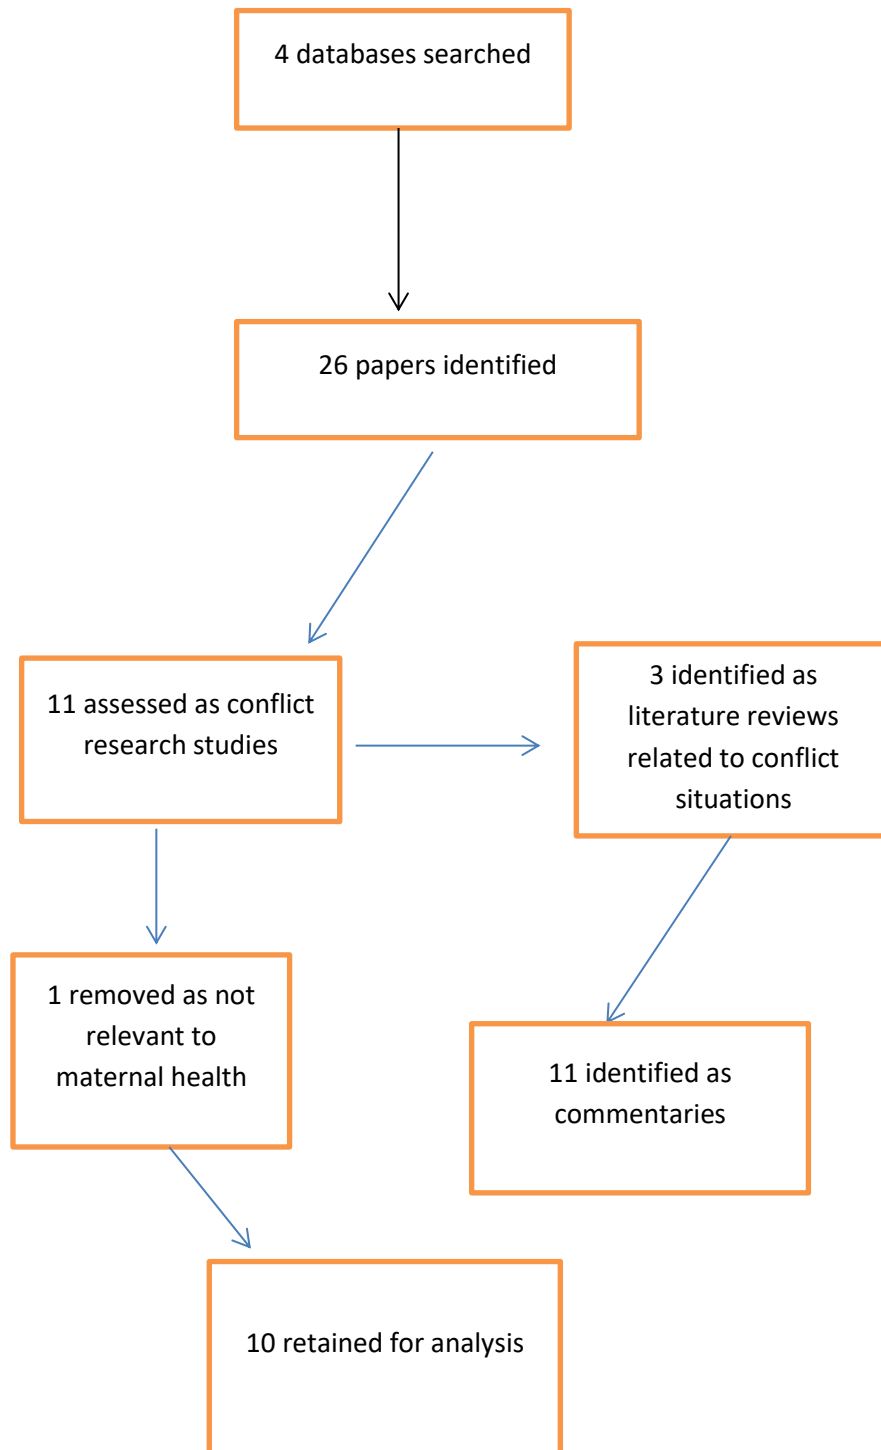 4 databases searched
26 papers identified
11 assessed as conflict
research studies
3 identified as
literature reviews
related to conflict
situations
1 removed as not
relevant to
maternal health
11 identified as
commentaries
10 retained for analysis